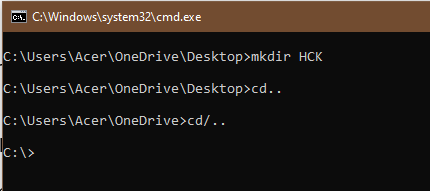 C:\Windows\system32\cmd.exe
C:\Users\Acer\OneDrive\Desktop>mkdir HCK
C:\Users\Acer\OneDrive\Desktop>cd..
C:\Users\Acer\OneDrive>cd/..
C:\>